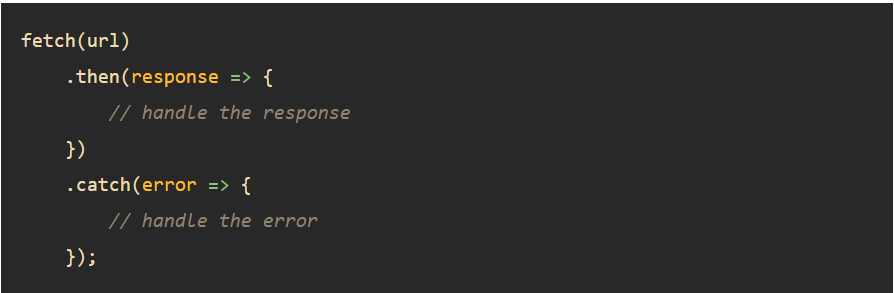 fetch(url)
    .then(response => {
        // handle the response
    })
    .catch(error => {
        // handle the error
    });